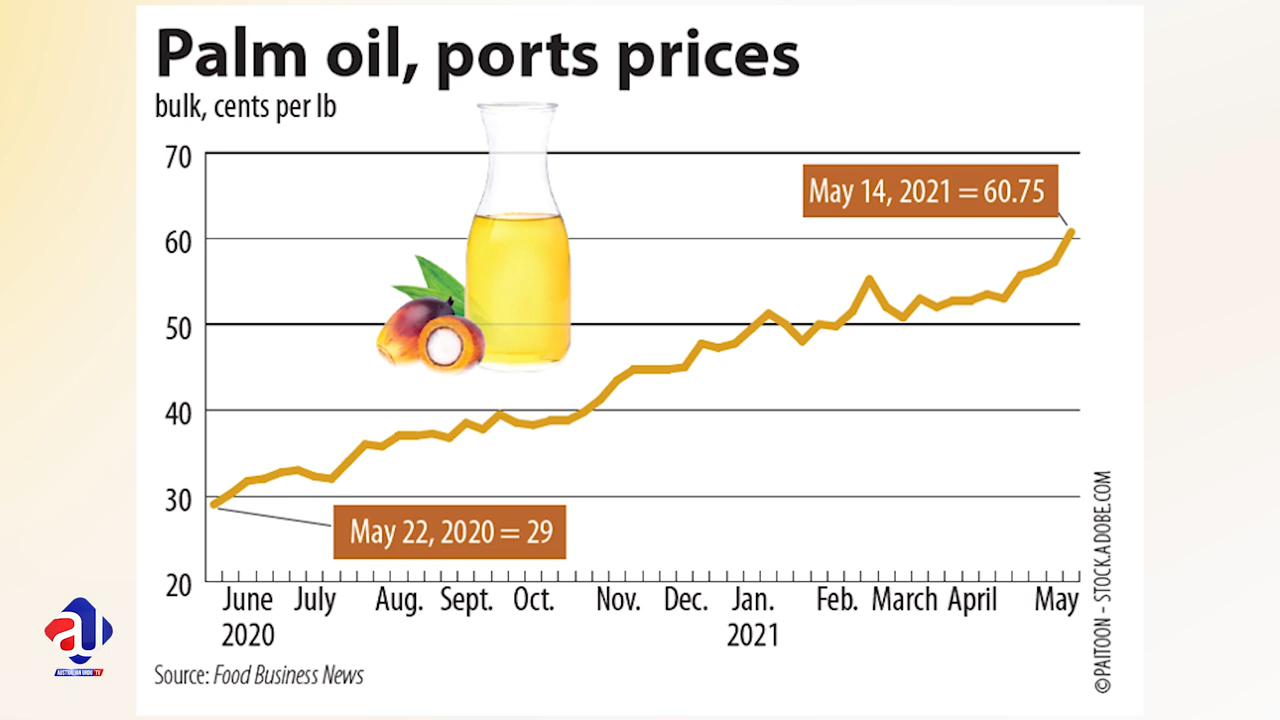 Palm oil, ports prices
bulk, cents per lb
70
May 14, 2021 = 60.75
60
50
40
30
May 22, 2020 = 29
20
June July Aug. Sept. Oct. Nov. Dec. Jan. Feb. March April May
2020 2021
Source: Food Business News
©PAITOON – STOCK.ADOBE.COM